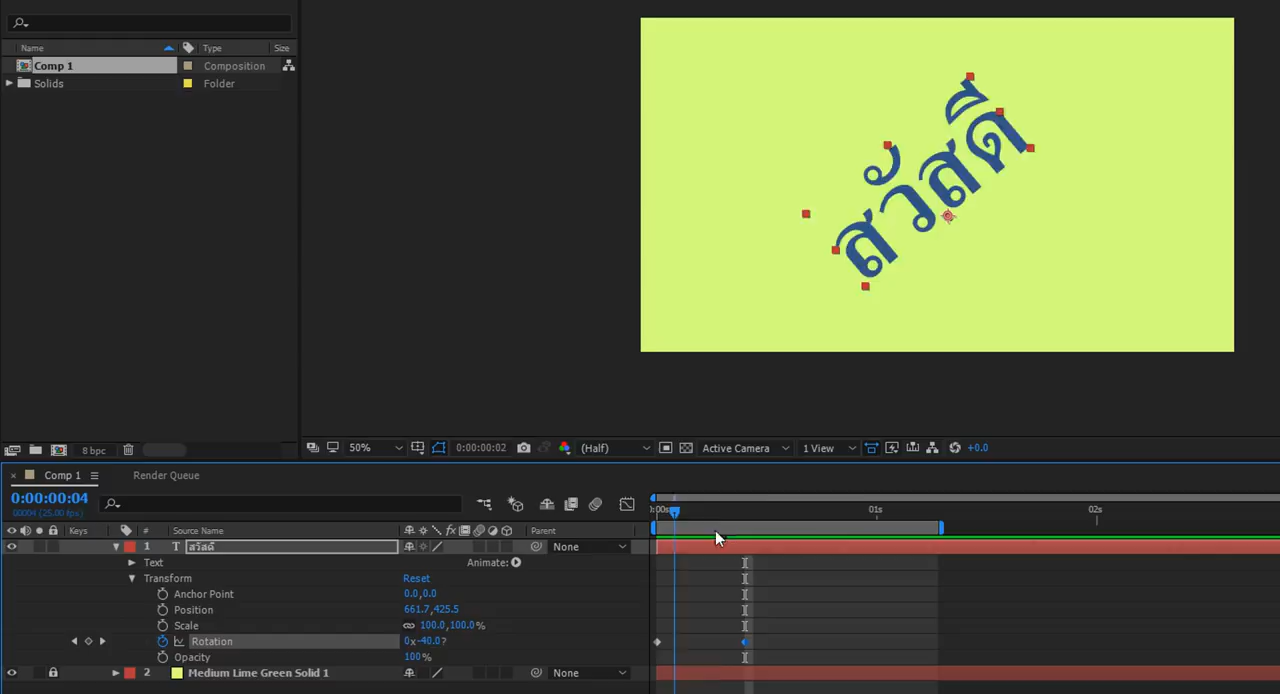 Name Type Size
Comp 1 Composition
Solids Folder
สวัสดี
8 bpc
50% 0:00:00:02 (Half) Active Camera 1 View +0.0
Comp 1 Render Queue
0:00:00:04
00004 (25.00 fps)
:00s 01s 02s
Keys # Source Name fx Parent
1 T สวัสดี None
Text Animate:
Transform Reset
Anchor Point 0.0,0.0
Position 661.7,425.5
Scale 100.0,100.0%
Rotation 0x-40.0?
Opacity 100%
2 Medium Lime Green Solid 1 None